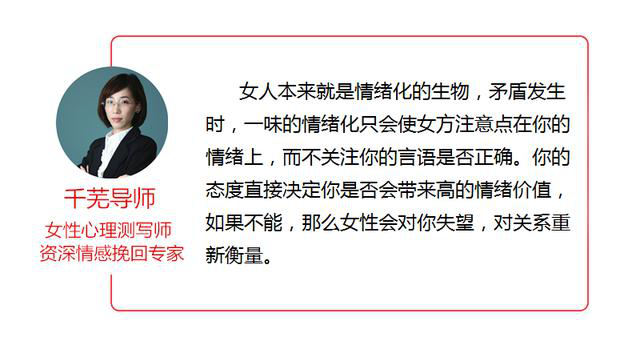 千芜导师
女性心理测写师
资深情感挽回专家
女人本来就是情绪化的生物，矛盾发生
时，一味的情绪化只会使女方注意点在你的
情绪上，而不关注你的言语是否正确。你的
态度直接决定你是否会带来高的情绪价值，
如果不能，那么女性会对你失望，对关系重
新衡量。